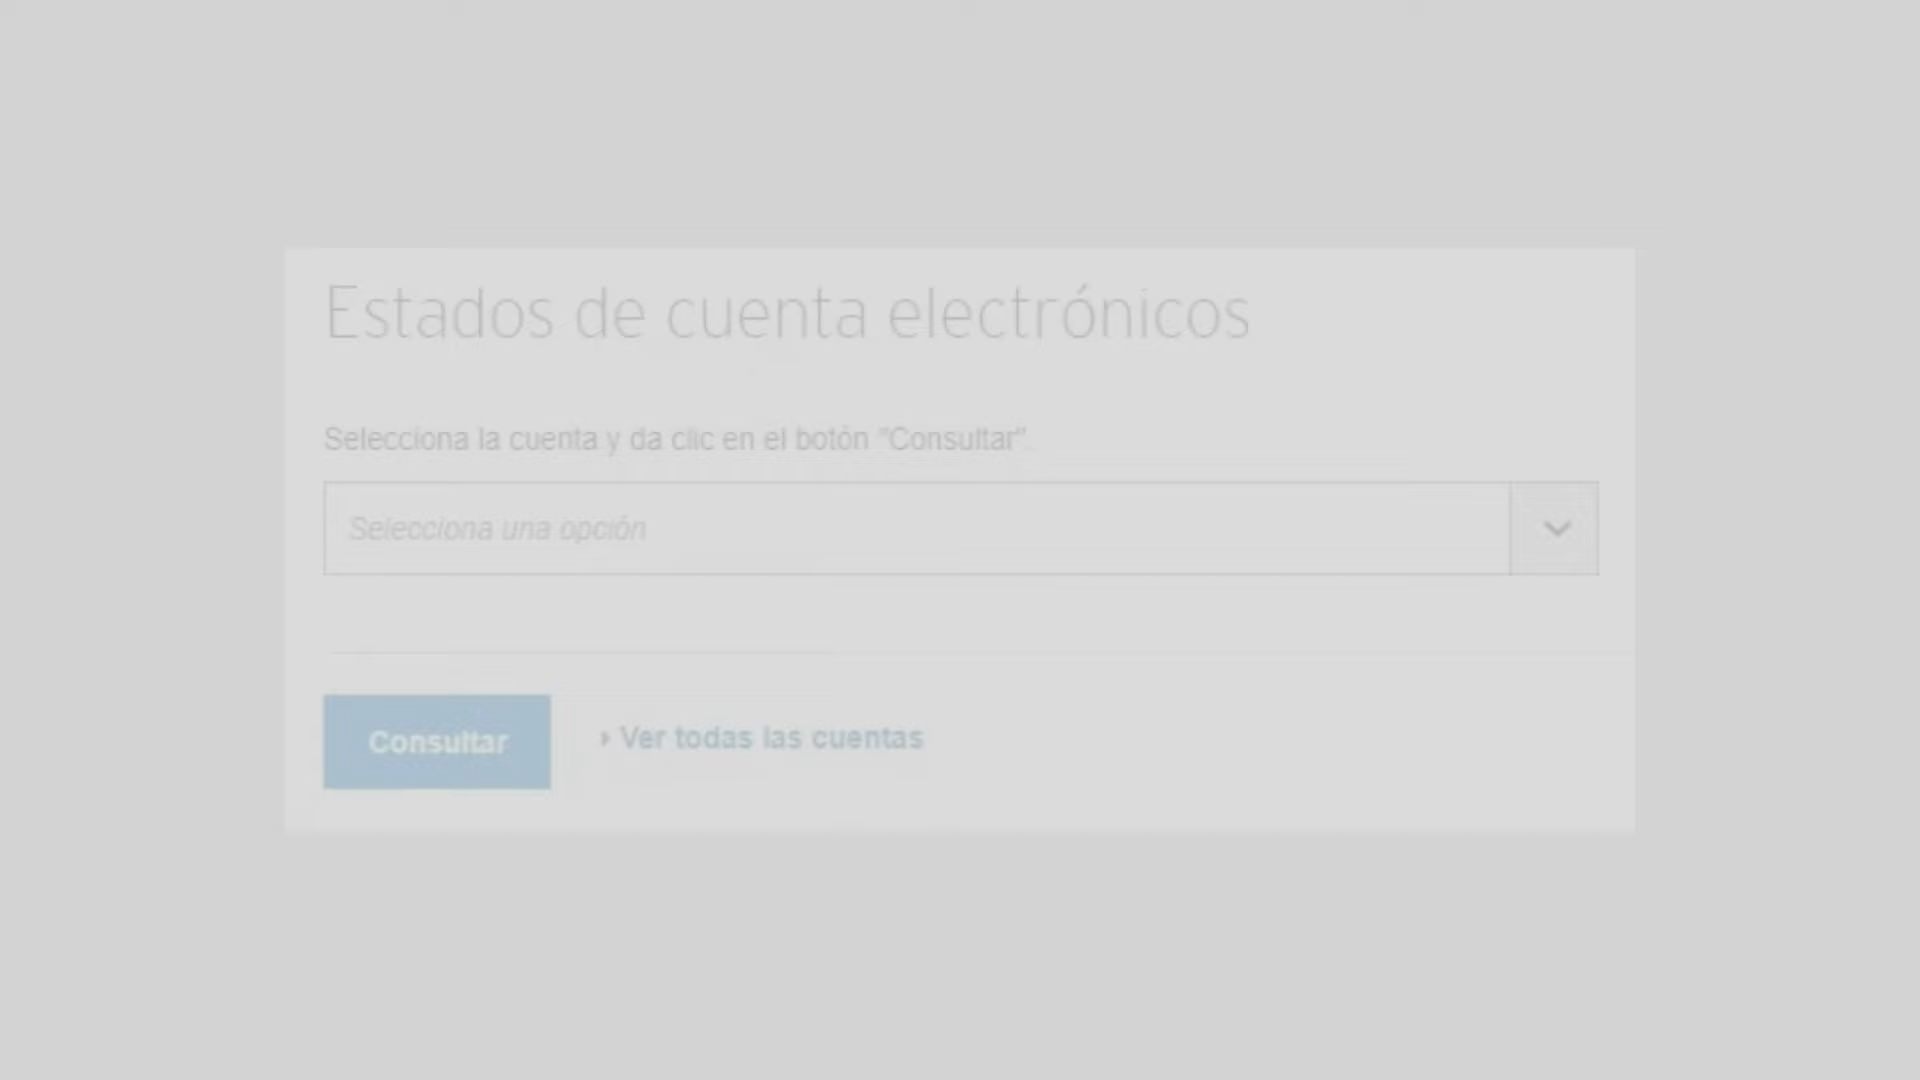 Estados de cuenta electrónicos
Selecciona la cuenta y da clic en el botón "Consultar".
Selecciona una opción
Consultar
Ver todas las cuentas